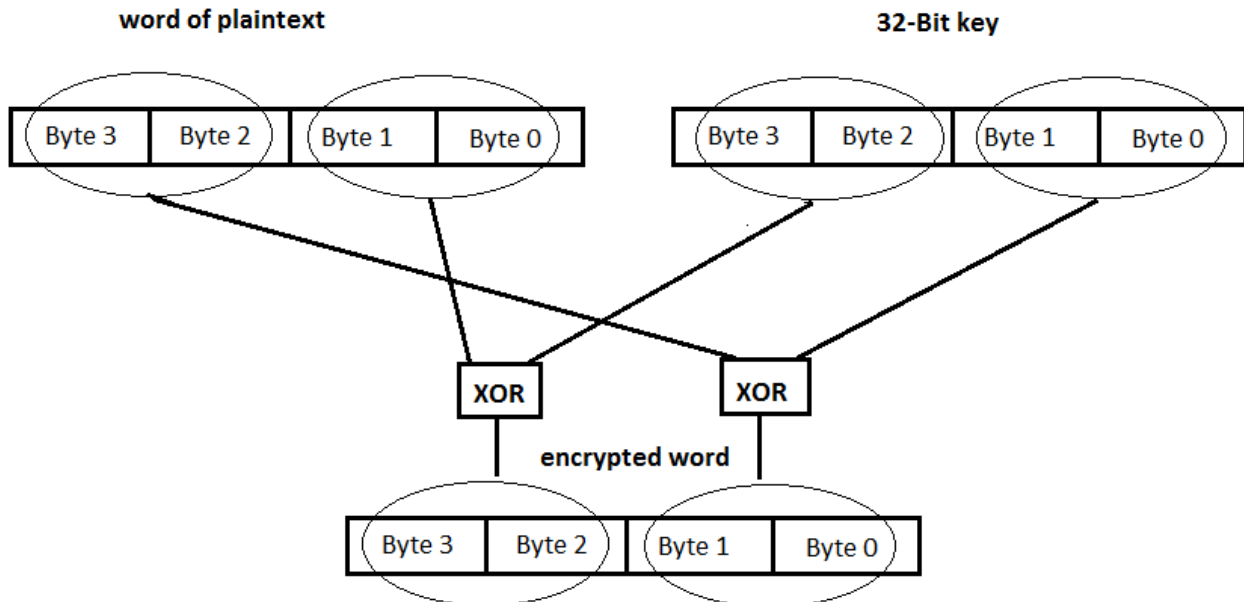 word of plaintext
32-Bit key
Byte 3 Byte 2 Byte 1 Byte 0
Byte 3 Byte 2 Byte 1 Byte 0
XOR
XOR
encrypted word
Byte 3 Byte 2 Byte 1 Byte 0